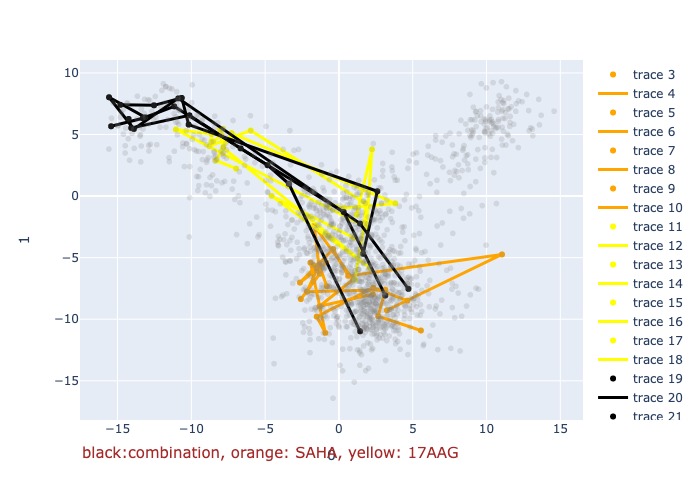 10
5
0
−5
−10
−15
1
−15
−10
−5
0
5
10
15
0
black:combination, orange: SAHA, yellow: 17AAG
trace 3
trace 4
trace 5
trace 6
trace 7
trace 8
trace 9
trace 10
trace 11
trace 12
trace 13
trace 14
trace 15
trace 16
trace 17
trace 18
trace 19
trace 20
trace 21